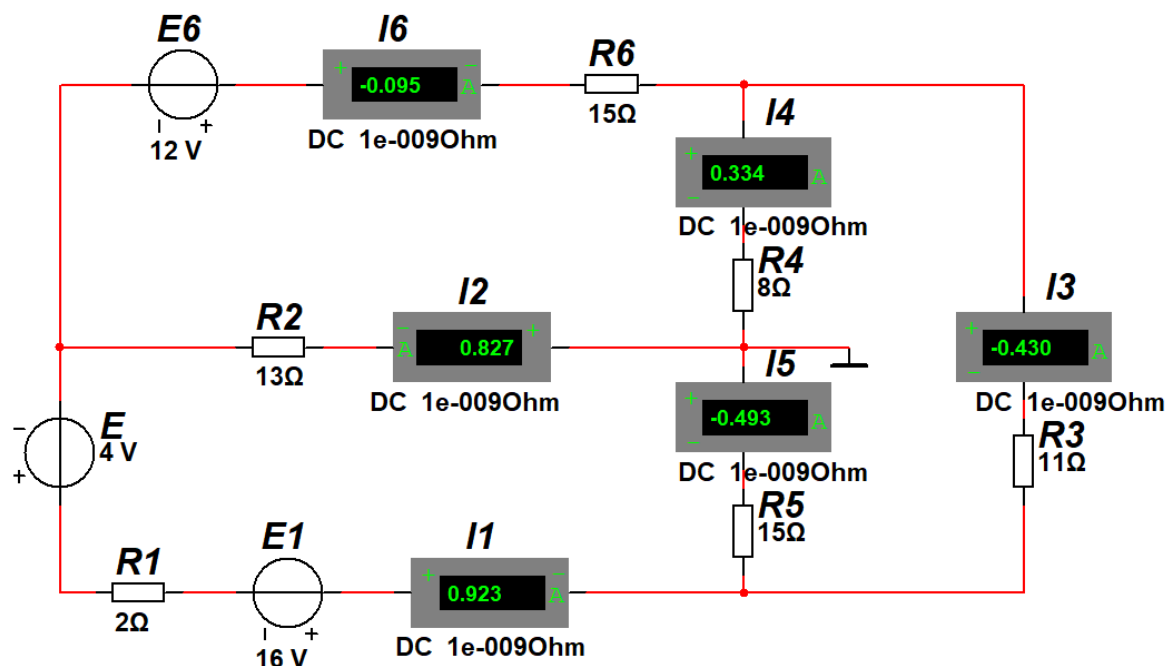 E6
12 V
I6
-0.095
A
DC 1e-009Ohm
R6
15Ω
I4
0.334
A
DC 1e-009Ohm
R4
8Ω
I3
-0.430
A
DC 1e-009Ohm
R3
11Ω
R2
13Ω
I2
A
0.827
DC 1e-009Ohm
I5
-0.493
A
DC 1e-009Ohm
R5
15Ω
E
4 V
R1
2Ω
E1
16 V
I1
0.923
A
DC 1e-009Ohm